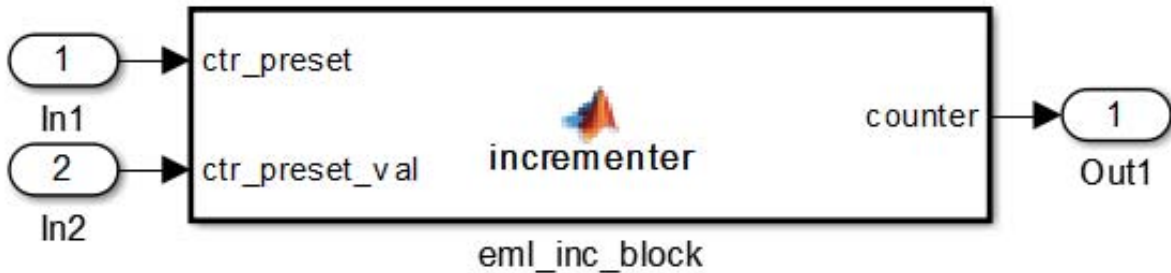 1
In1
2
In2
ctr_preset
ctr_preset_val
incrementer
counter
1
Out1
eml_inc_block